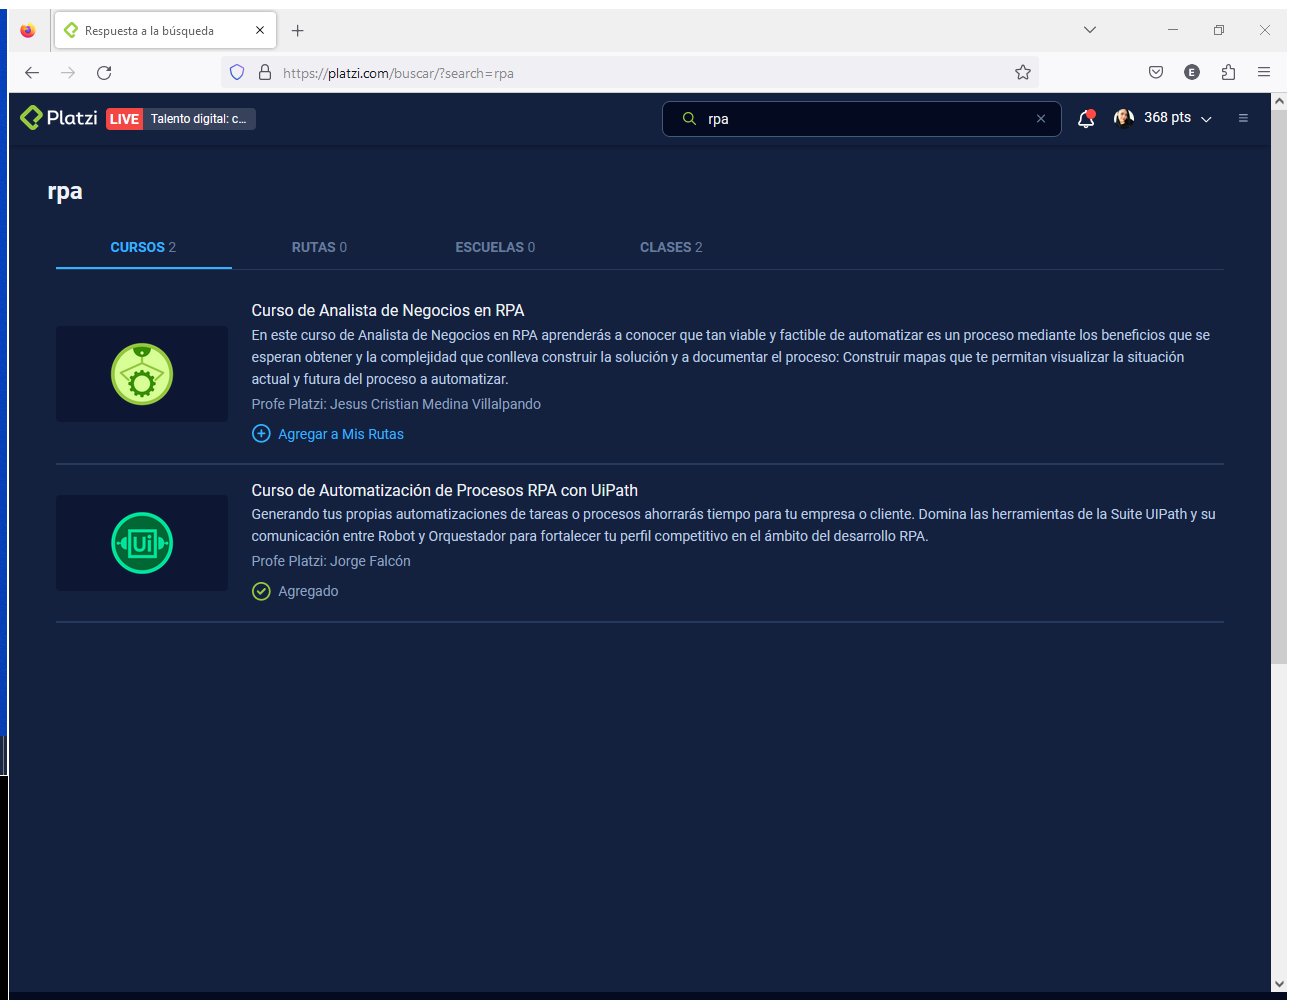 Respuesta a la búsqueda
https://platzi.com/buscar/?search=rpa
E
Platzi
LIVE Talento digital: c...
rpa
368 pts
rpa
CURSOS 2
RUTAS 0
ESCUELAS 0
CLASES 2
Curso de Analista de Negocios en RPA
En este curso de Analista de Negocios en RPA aprenderás a conocer que tan viable y factible de automatizar es un proceso mediante los beneficios que se
esperan obtener y la complejidad que conlleva construir la solución y a documentar el proceso: Construir mapas que te permitan visualizar la situación
actual y futura del proceso a automatizar.
Profe Platzi: Jesus Cristian Medina Villalpando
Agregar a Mis Rutas
Ui
Curso de Automatización de Procesos RPA con UiPath
Generando tus propias automatizaciones de tareas o procesos ahorrarás tiempo para tu empresa o cliente. Domina las herramientas de la Suite UIPath y su
comunicación entre Robot y Orquestador para fortalecer tu perfil competitivo en el ámbito del desarrollo RPA.
Profe Platzi: Jorge Falcón
Agregado